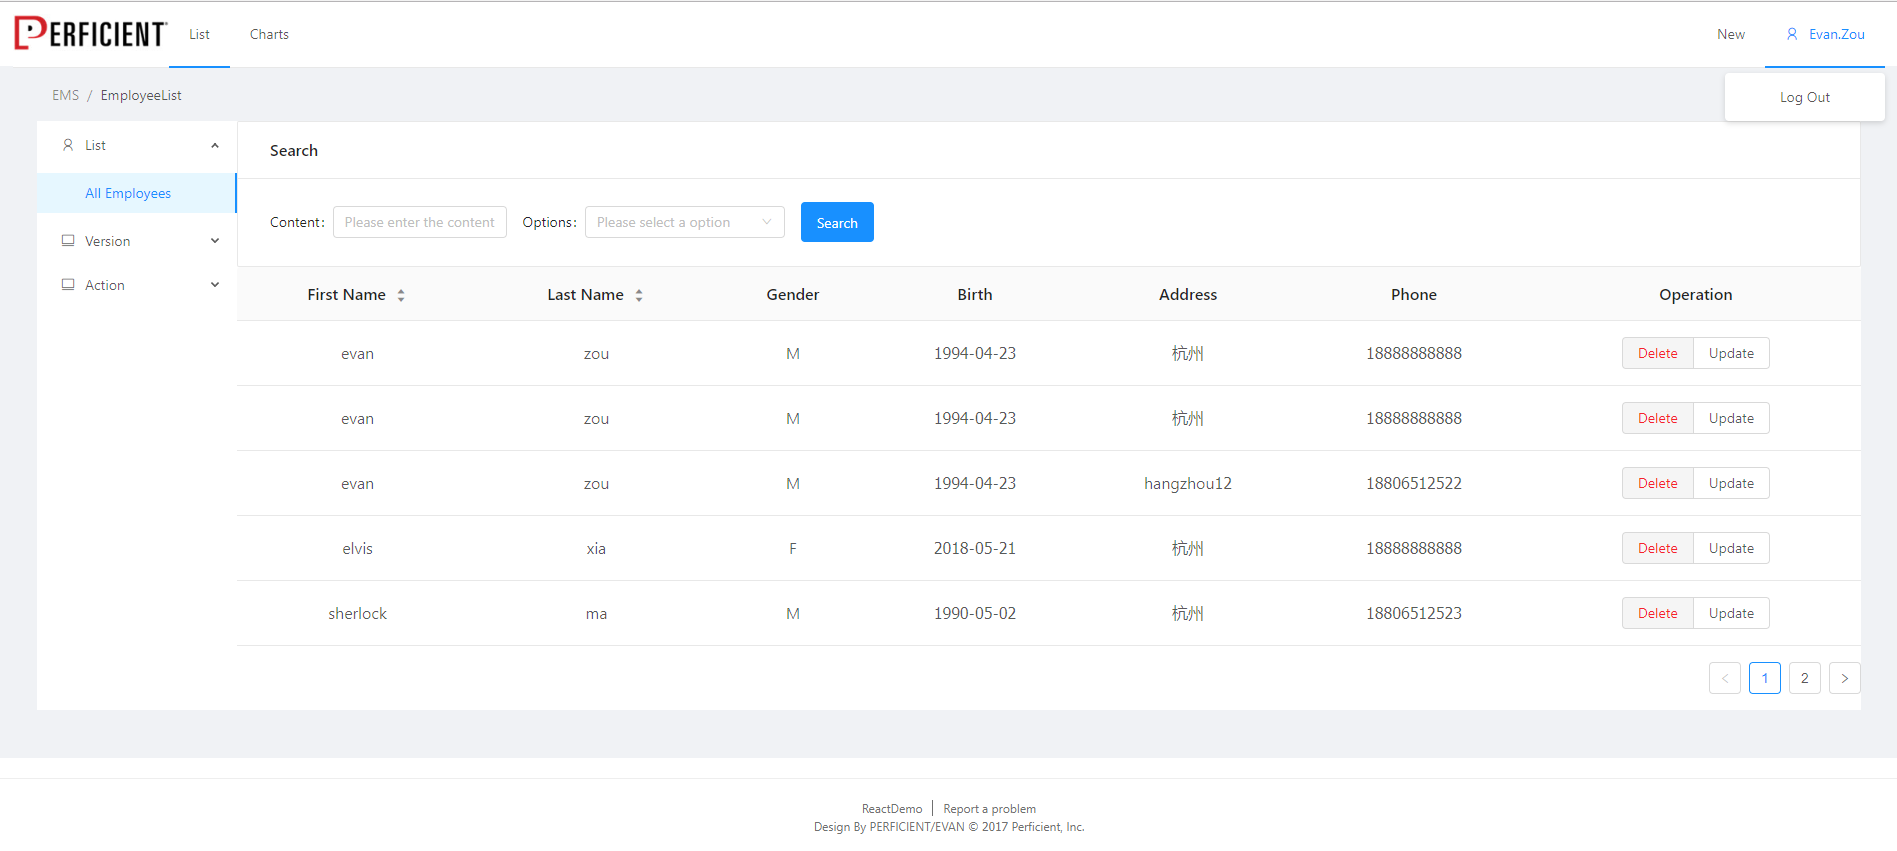 PERFICIENT List Charts New Evan.Zou
Log Out
EMS / EmployeeList
List
All Employees
Version
Action
Search
Content: Please enter the content Options: Please select a option Search
First Name Last Name Gender Birth Address Phone Operation
evan zou M 1994-04-23 杭州 18888888888 Delete Update
evan zou M 1994-04-23 杭州 18888888888 Delete Update
evan zou M 1994-04-23 hangzhou12 18806512522 Delete Update
elvis xia F 2018-05-21 杭州 18888888888 Delete Update
sherlock ma M 1990-05-02 杭州 18806512523 Delete Update
< 1 2 >
ReactDemo | Report a problem
Design By PERFICIENT/EVAN © 2017 Perficient, Inc.